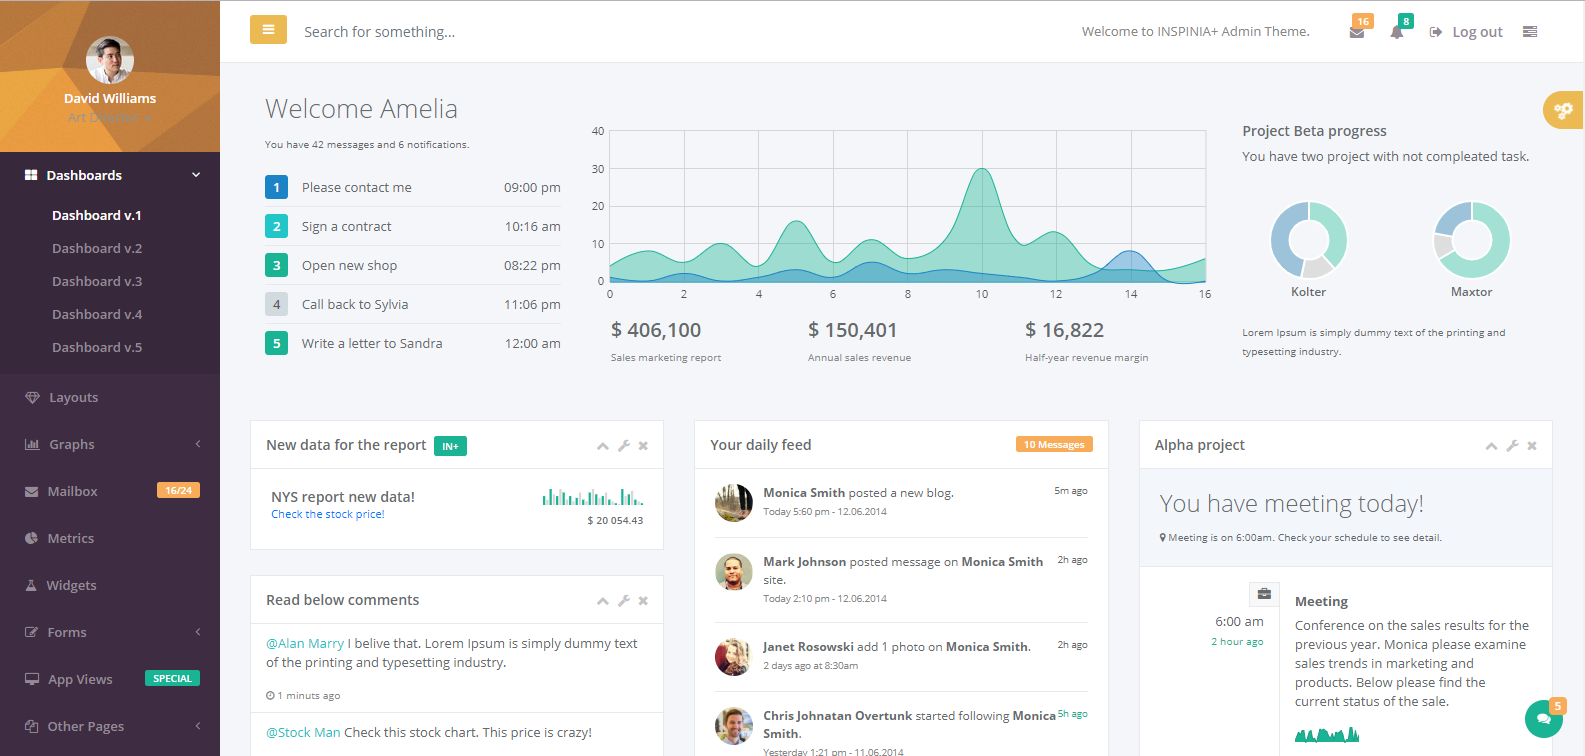 David Williams
Art Director
Dashboards
Dashboard v.1
Dashboard v.2
Dashboard v.3
Dashboard v.4
Dashboard v.5
Layouts
Graphs
Mailbox 16/24
Metrics
Widgets
Forms
App Views SPECIAL
Other Pages
Search for something...
Welcome to INSPINIA+ Admin Theme.
16
8
Log out
Welcome Amelia
You have 42 messages and 6 notifications.
1 Please contact me 09:00 pm
2 Sign a contract 10:16 am
3 Open new shop 08:22 pm
4 Call back to Sylvia 11:06 pm
5 Write a letter to Sandra 12:00 am
40
30
20
10
0
0 2 4 6 8 10 12 14 16
$ 406,100
Sales marketing report
$ 150,401
Annual sales revenue
$ 16,822
Half-year revenue margin
Project Beta progress
You have two project with not compleated task.
Kolter
Maxtor
Lorem Ipsum is simply dummy text of the printing and
typesetting industry.
New data for the report IN+
NYS report new data!
Check the stock price!
$ 20 054.43
Read below comments
@Alan Marry I belive that. Lorem Ipsum is simply dummy text
of the printing and typesetting industry.
1 minuts ago
@Stock Man Check this stock chart. This price is crazy!
Your daily feed 10 Messages
Monica Smith posted a new blog. 5m ago
Today 5:60 pm - 12.06.2014
Mark Johnson posted message on Monica Smith 2h ago
site.
Today 2:10 pm - 12.06.2014
Janet Rosowski add 1 photo on Monica Smith. 2h ago
2 days ago at 8:30am
Chris Johnatan Overtunk started following Monica 5h ago
Smith.
Yesterday 1:21 pm - 11.06.2014
Alpha project
You have meeting today!
Meeting is on 6:00am. Check your schedule to see detail.
6:00 am
2 hour ago
Meeting
Conference on the sales results for the
previous year. Monica please examine
sales trends in marketing and
products. Below please find the
current status of the sale.
5